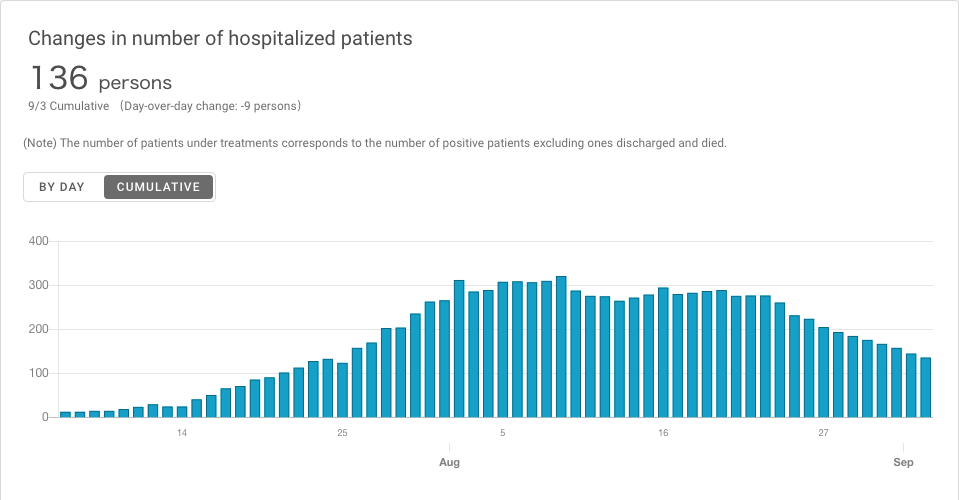 Changes in number of hospitalized patients
136 persons
9/3 Cumulative (Day-over-day change: -9 persons)
(Note) The number of patients under treatments corresponds to the number of positive patients excluding ones discharged and died.
BY DAY CUMULATIVE
400
300
200
100
0
14 25 5 16 27
Aug Sep